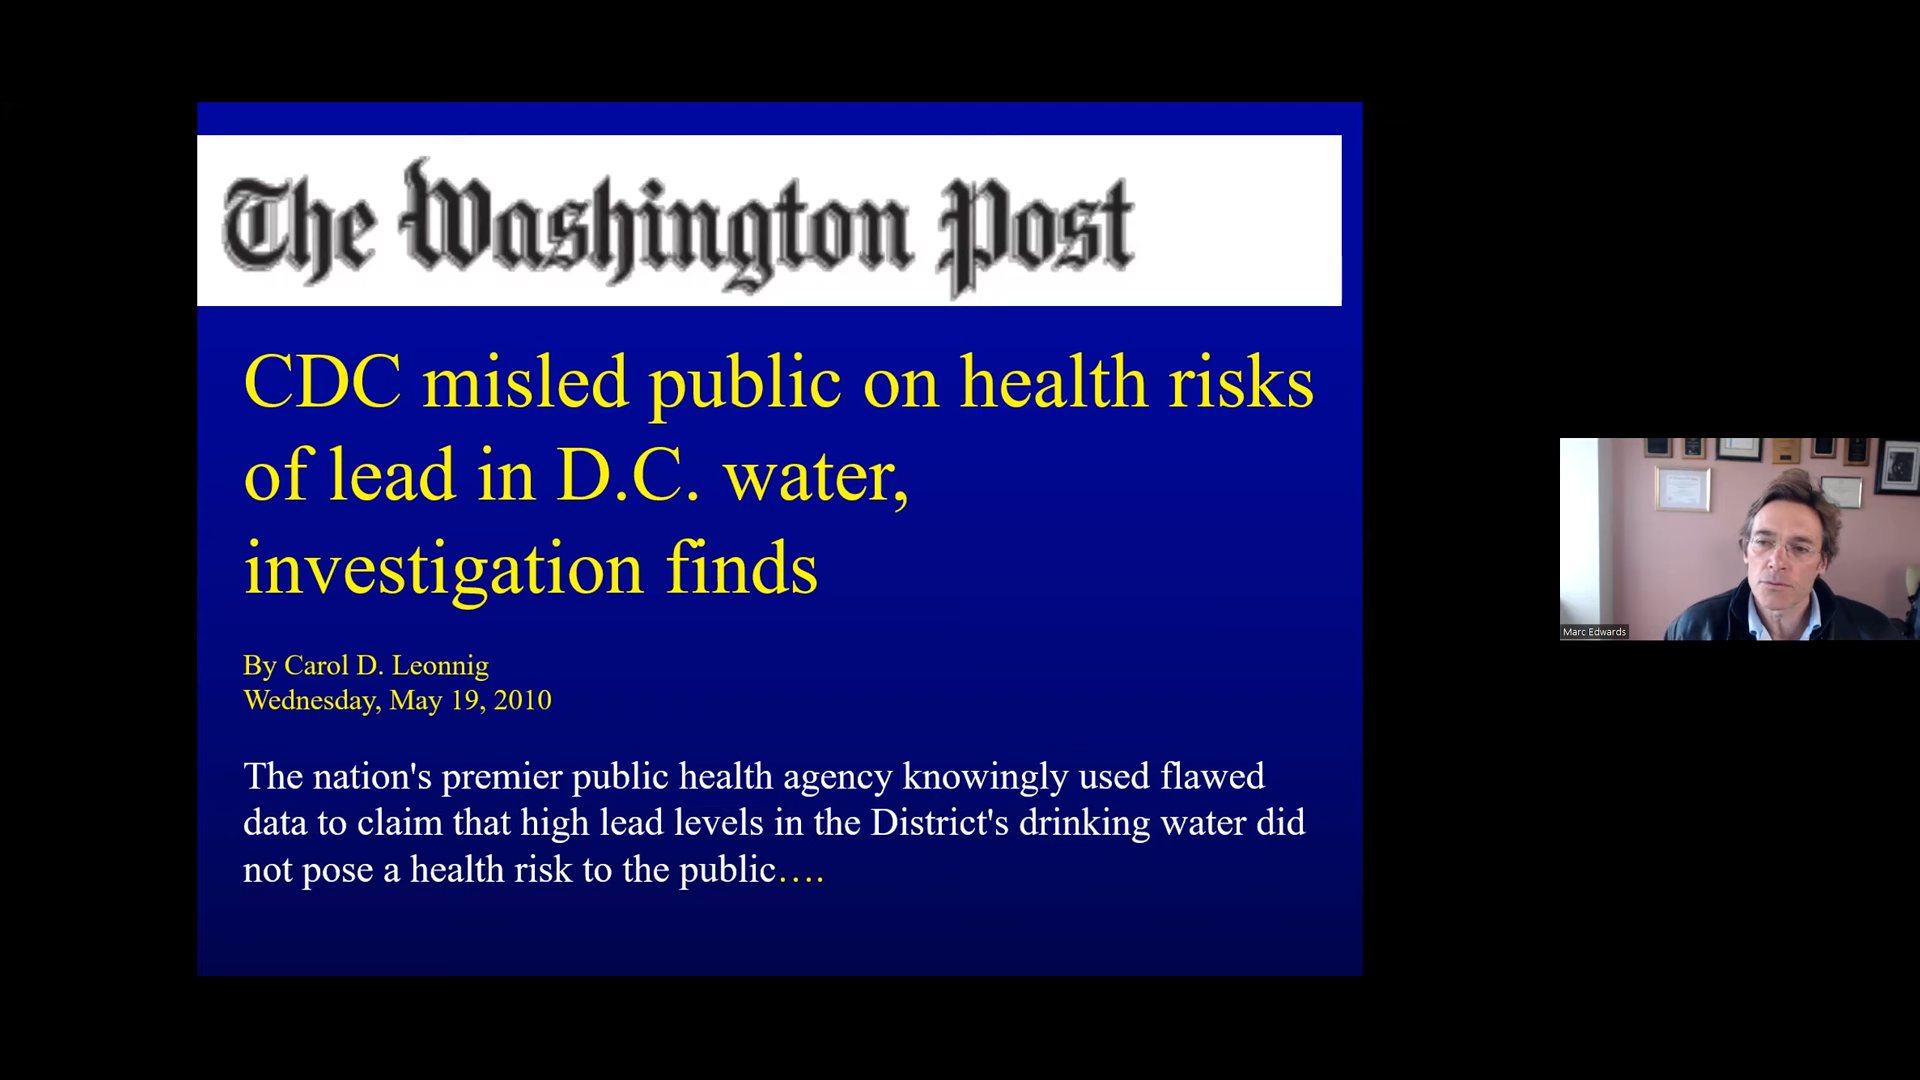 The Washington Post
CDC misled public on health risks
of lead in D.C. water,
investigation finds
By Carol D. Leonnig
Wednesday, May 19, 2010
The nation's premier public health agency knowingly used flawed
data to claim that high lead levels in the District's drinking water did
not pose a health risk to the public….
Marc Edwards